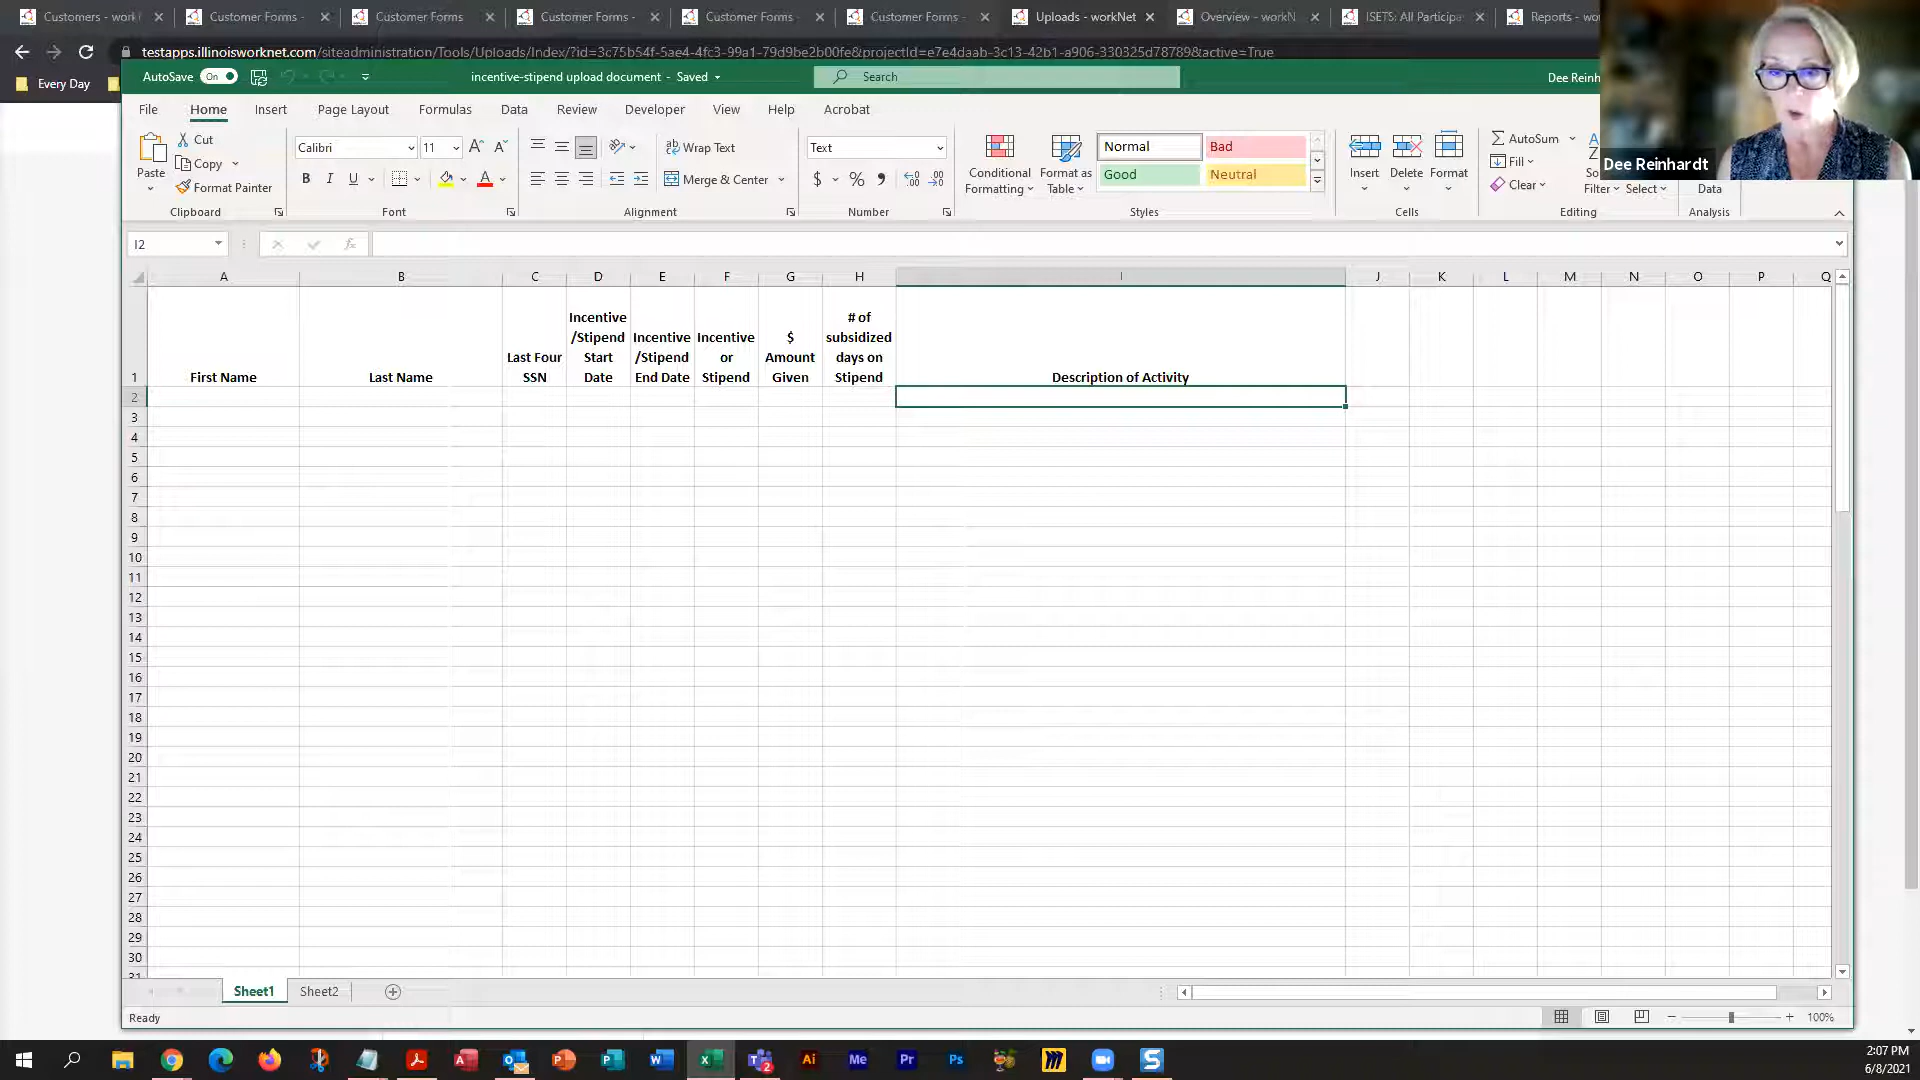 Customers - workN
Customer Forms -
Customer Forms
Customer Forms -
Customer Forms
Customer Forms -
Uploads - workNet
Overview - workN
ISETS: All Participa
Reports - wo
testapps.illinoisworknet.com/siteadministration/Tools/Uploads/Index/?id=3c75b54f-5ae4-4fc3-99a1-79d9be2b00fe&projectId=e7e4daab-3c13-42b1-a906-330325d78789&active=True
Every Day
AutoSave On
incentive-stipend upload document - Saved
Search
Dee Reinh
File Home Insert Page Layout Formulas Data Review Developer View Help Acrobat
Paste
Cut
Copy
Format Painter
Clipboard
Calibri 11
B I U
Font
Wrap Text
Merge & Center
Alignment
Text
$ %
Number
Conditional Formatting
Format as Table
Normal Bad
Good Neutral
Styles
Insert Delete Format
Cells
AutoSum
Fill
Clear
Filter Select
Editing
Data
Analysis
Dee Reinhardt
I2
fx
A B C D E F G H I J K L M N O P Q
1
First Name
Last Name
Last Four SSN
Incentive /Stipend Start Date
Incentive /Stipend End Date
Incentive or Stipend
$ Amount Given
# of subsidized days on Stipend
Description of Activity
2
3
4
5
6
7
8
9
10
11
12
13
14
15
16
17
18
19
20
21
22
23
24
25
26
27
28
29
30
31
Sheet1 Sheet2
Ready
100%
Ai Me Pr Ps
2:07 PM
6/8/2021